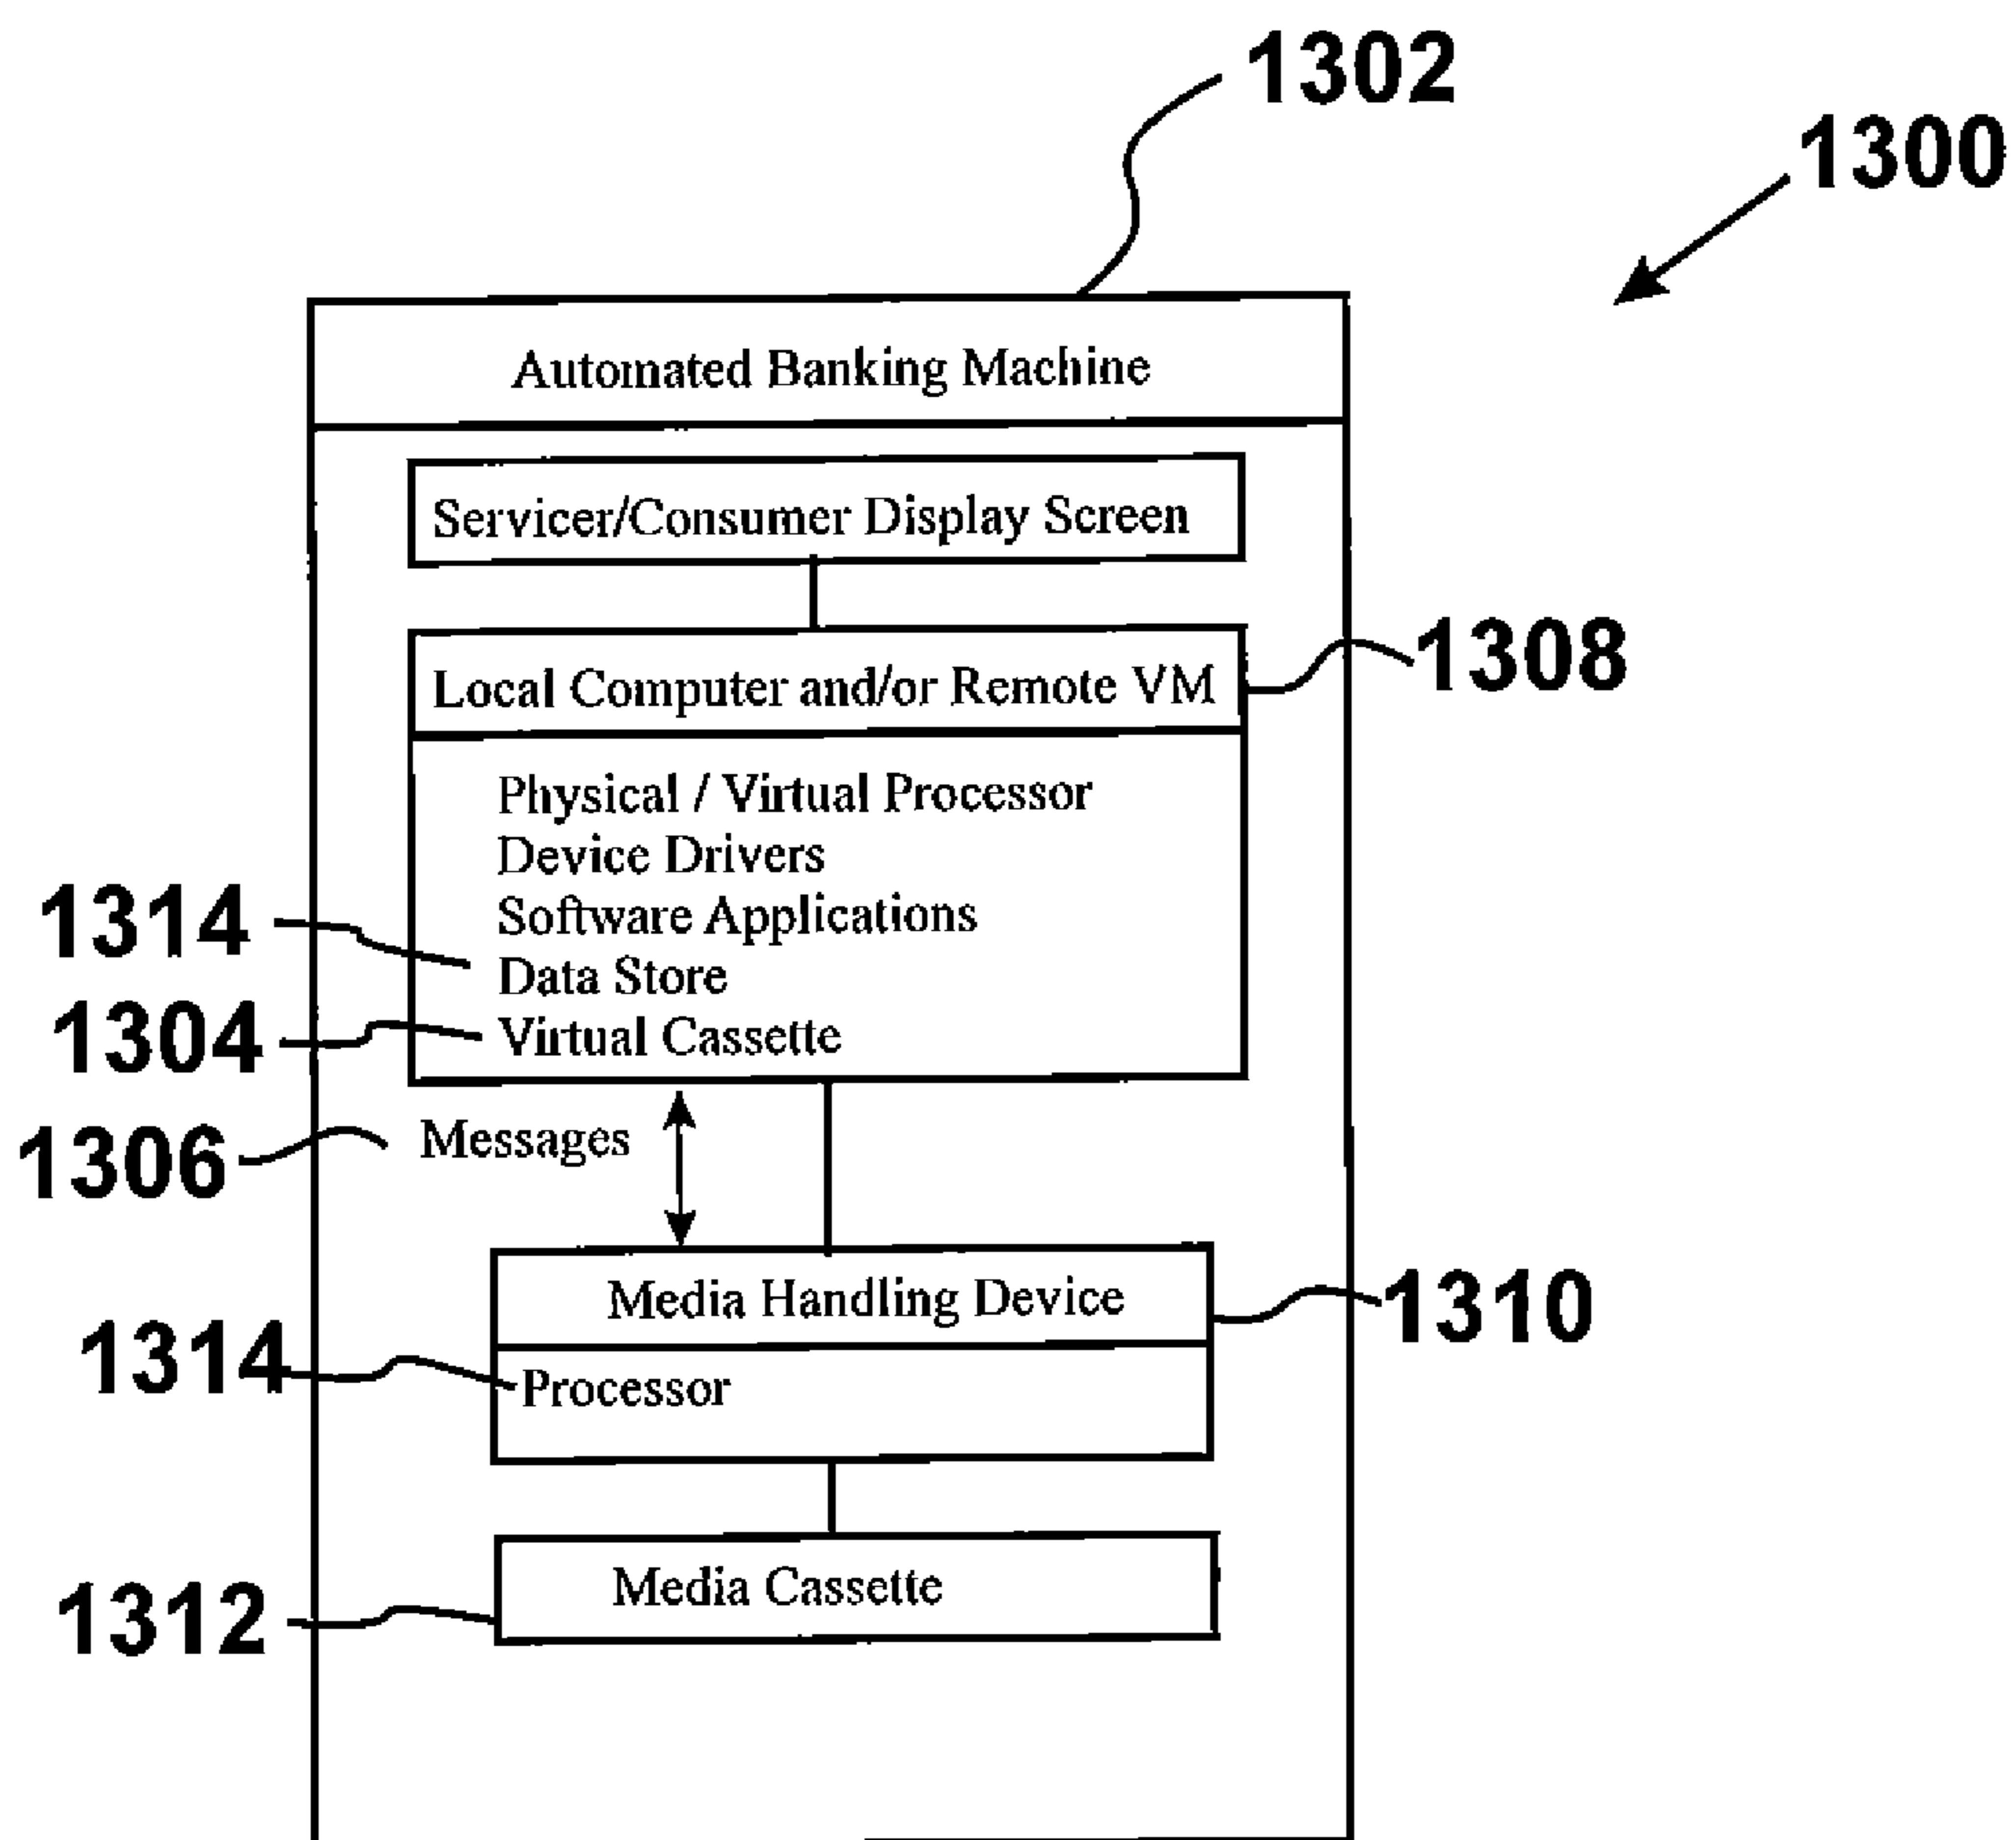 1302
1300
Automated Banking Machine
Servicer/Consumer Display Screen
1308
Local Computer and/or Remote VM
Physical / Virtual Processor
Device Drivers
Software Applications
1314
Data Store
1304
Virtual Cassette
1306
Messages
Media Handling Device
1310
1314
Processor
Media Cassette
1312